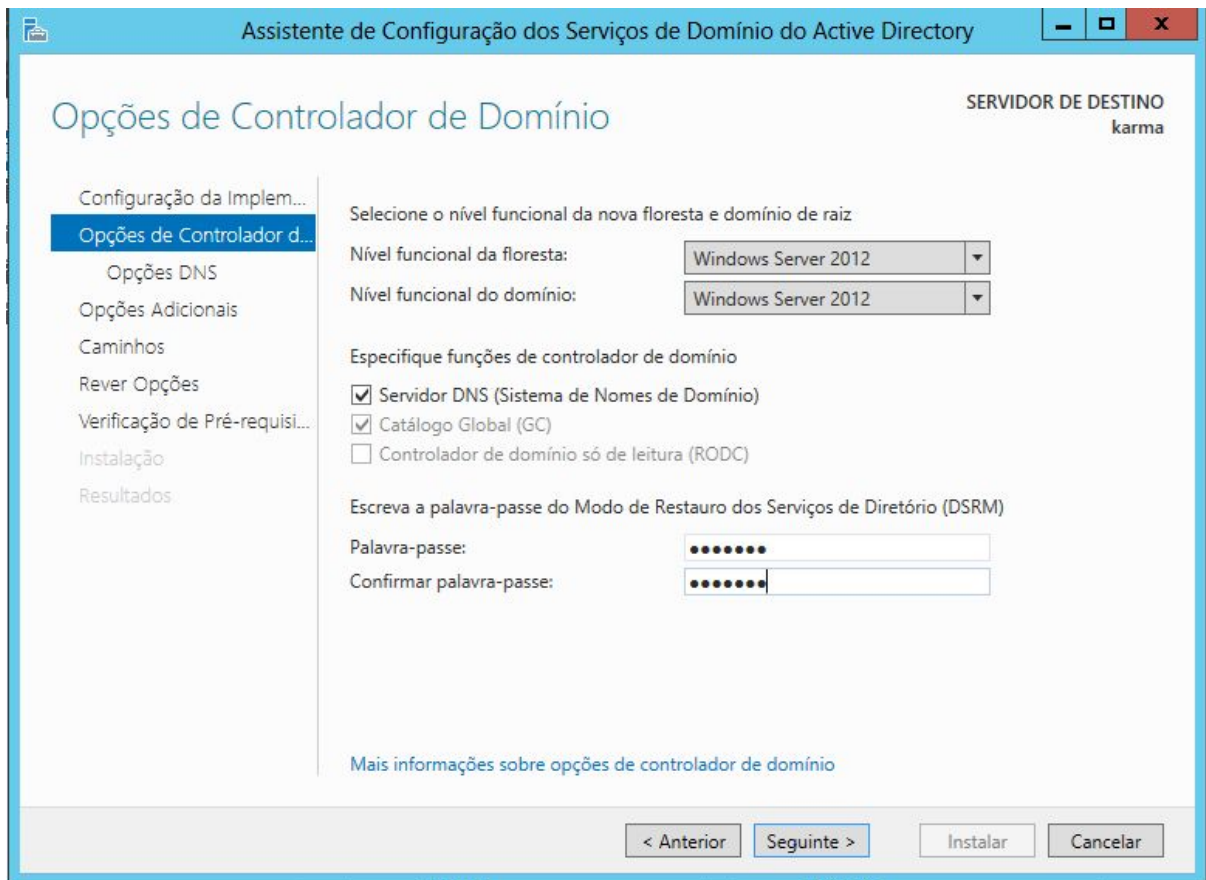 Assistente de Configuração dos Serviços de Domínio do Active Directory
Opções de Controlador de Domínio
SERVIDOR DE DESTINO
karma
Configuração da Implem...
Opções de Controlador d...
Opções DNS
Opções Adicionais
Caminhos
Rever Opções
Verificação de Pré-requisi...
Instalação
Resultados
Selecione o nível funcional da nova floresta e domínio de raiz
Nível funcional da floresta: Windows Server 2012
Nível funcional do domínio: Windows Server 2012
Especifique funções de controlador de domínio
Servidor DNS (Sistema de Nomes de Domínio)
Catálogo Global (GC)
Controlador de domínio só de leitura (RODC)
Escreva a palavra-passe do Modo de Restauro dos Serviços de Diretório (DSRM)
Palavra-passe: •••••••
Confirmar palavra-passe: •••••••
Mais informações sobre opções de controlador de domínio
< Anterior Seguinte > Instalar Cancelar